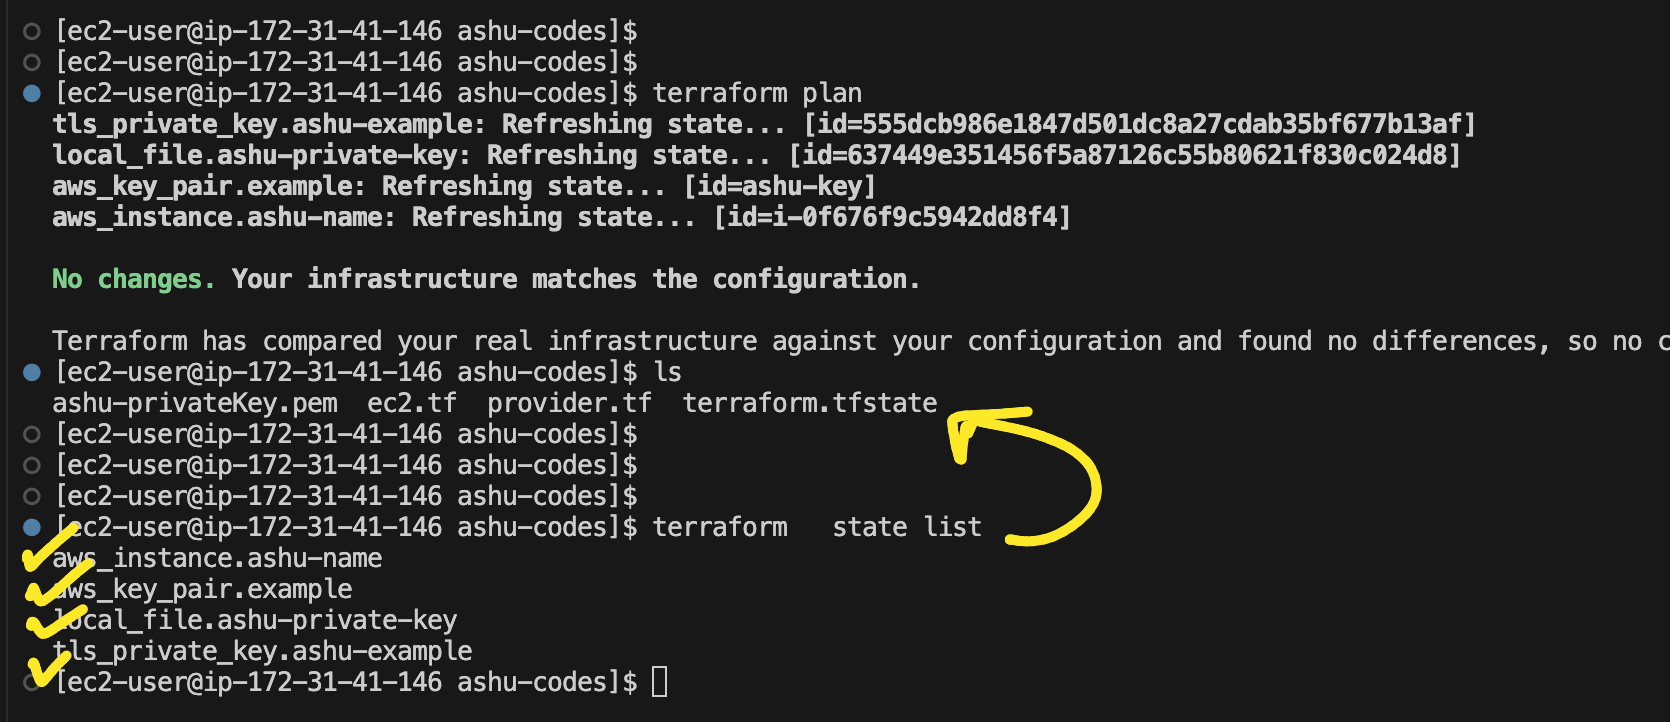 [ec2-user@ip-172-31-41-146 ashu-codes]$
[ec2-user@ip-172-31-41-146 ashu-codes]$
[ec2-user@ip-172-31-41-146 ashu-codes]$ terraform plan
tls_private_key.ashu-example: Refreshing state... [id=555dcb986e1847d501dc8a27cdab35bf677b13af]
local_file.ashu-private-key: Refreshing state... [id=637449e351456f5a87126c55b80621f830c024d8]
aws_key_pair.example: Refreshing state... [id=ashu-key]
aws_instance.ashu-name: Refreshing state... [id=i-0f676f9c5942dd8f4]
No changes. Your infrastructure matches the configuration.
Terraform has compared your real infrastructure against your configuration and found no differences, so no c
[ec2-user@ip-172-31-41-146 ashu-codes]$ ls
ashu-privateKey.pem  ec2.tf  provider.tf  terraform.tfstate
[ec2-user@ip-172-31-41-146 ashu-codes]$
[ec2-user@ip-172-31-41-146 ashu-codes]$
[ec2-user@ip-172-31-41-146 ashu-codes]$
[ec2-user@ip-172-31-41-146 ashu-codes]$ terraform   state list
aws_instance.ashu-name
aws_key_pair.example
local_file.ashu-private-key
tls_private_key.ashu-example
[ec2-user@ip-172-31-41-146 ashu-codes]$